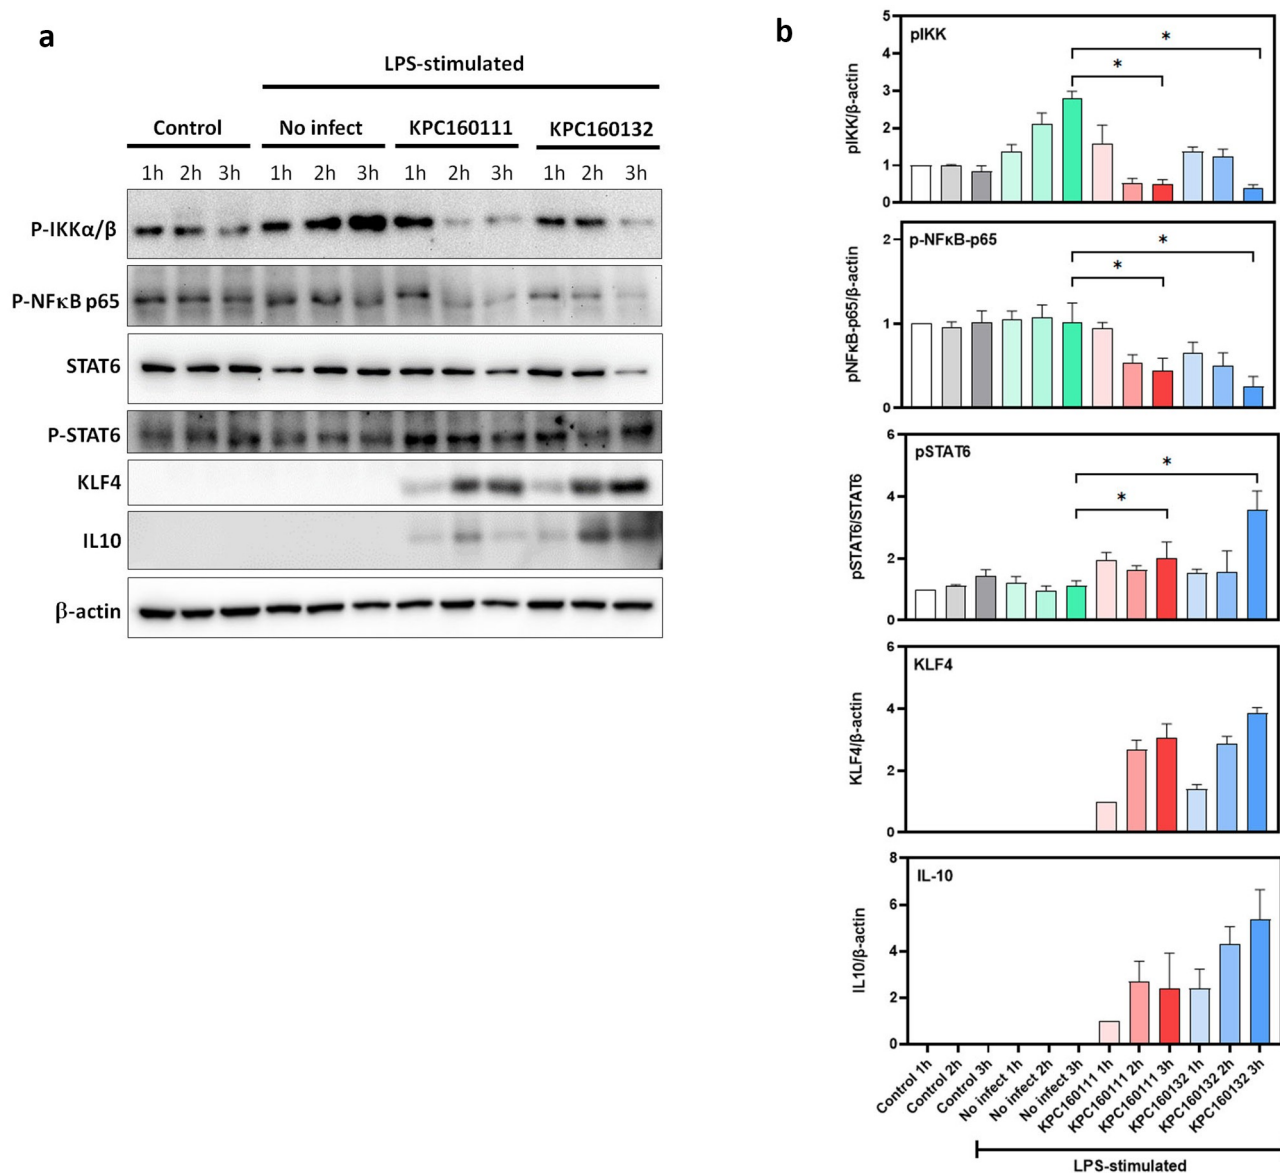 a
LPS-stimulated
Control No infect KPC160111 KPC160132
1h 2h 3h 1h 2h 3h 1h 2h 3h 1h 2h 3h
P-IKKα/β
P-NFκB p65
STAT6
P-STAT6
KLF4
IL10
β-actin
b
pIKK
pIKK/β-actin
5
4
3
2
1
0
*
*
p-NFκB-p65
pNFκB-p65/β-actin
2
1
0
*
*
pSTAT6
pSTAT6/STAT6
6
4
2
0
*
*
KLF4
KLF4/β-actin
6
4
2
0
IL-10
IL10/β-actin
8
6
4
2
0
Control 1h
Control 2h
Control 3h
No infect 1h
No infect 2h
No infect 3h
KPC160111 1h
KPC160111 2h
KPC160111 3h
KPC160132 1h
KPC160132 2h
KPC160132 3h
LPS-stimulated